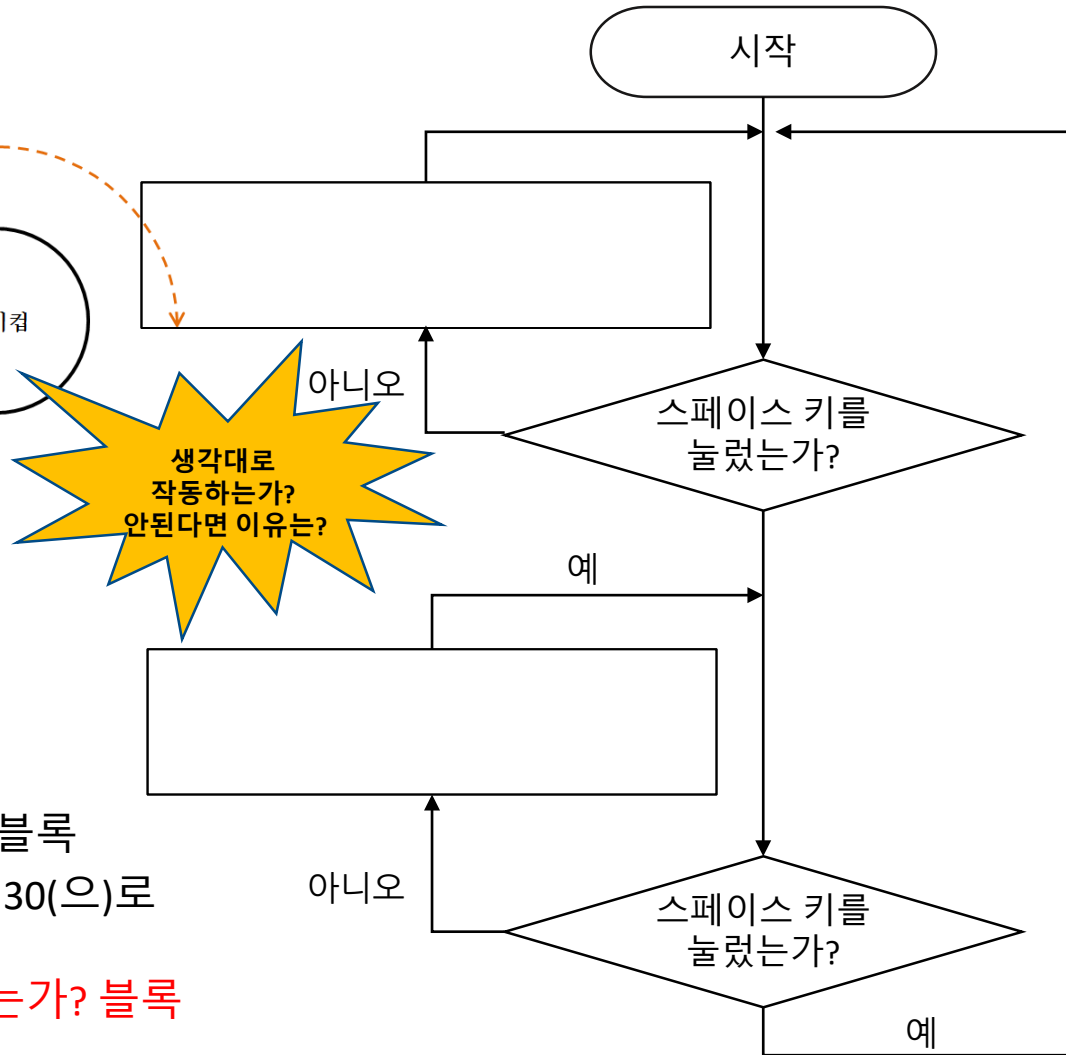 시작
아니오
스페이스 키를
눌렀는가?
생각대로
작동하는가?
안된다면 이유는?
예
블록
30(으)로
아니오
스페이스 키를
눌렀는가?
는가? 블록
예